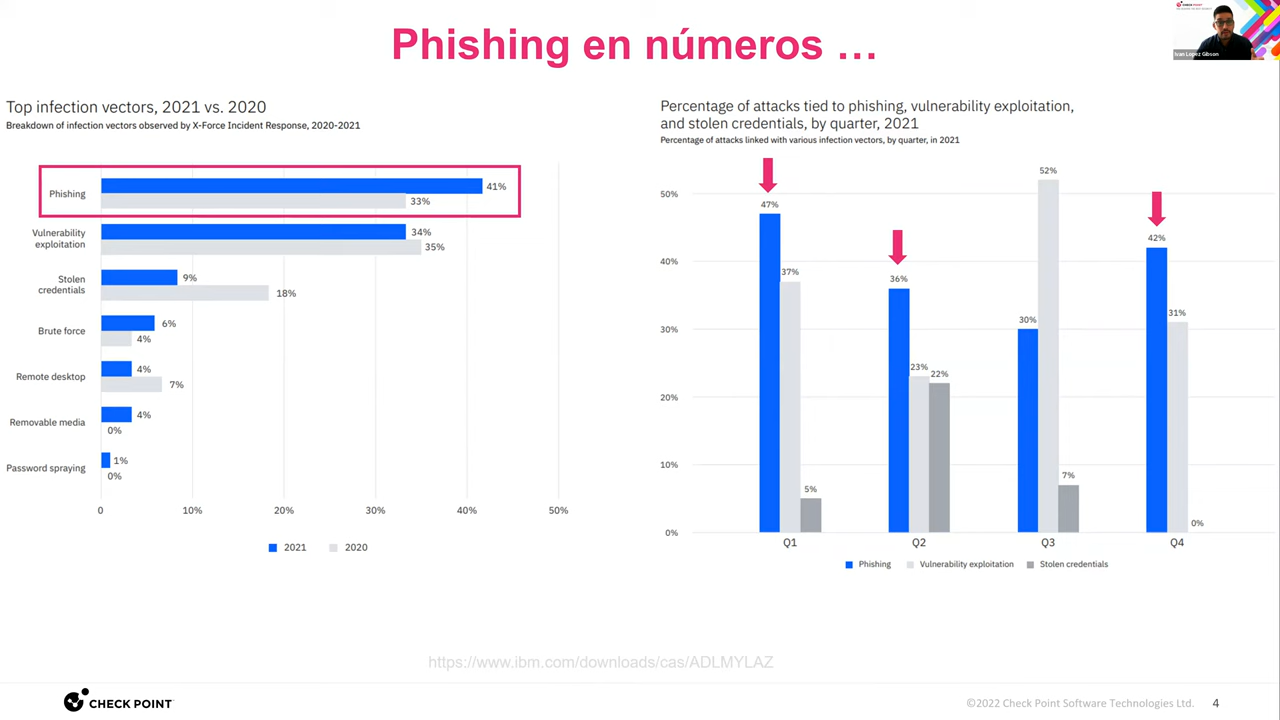 Phishing en números …
CHECK POINT
Ivan Lopez Gibson
Top infection vectors, 2021 vs. 2020
Breakdown of infection vectors observed by X-Force Incident Response, 2020-2021
Phishing
41%
33%
Vulnerability
exploitation
34%
35%
Stolen
credentials
9%
18%
Brute force
6%
4%
Remote desktop
4%
7%
Removable media
4%
0%
Password spraying
1%
0%
0
10%
20%
30%
40%
50%
2021
2020
Percentage of attacks tied to phishing, vulnerability exploitation,
and stolen credentials, by quarter, 2021
Percentage of attacks linked with various infection vectors, by quarter, in 2021
50%
40%
30%
20%
10%
0%
47%
37%
5%
36%
23%
22%
30%
52%
7%
42%
31%
0%
Q1
Q2
Q3
Q4
Phishing
Vulnerability exploitation
Stolen credentials
https://www.ibm.com/downloads/cas/ADLMYLAZ
CHECK POINT
©2022 Check Point Software Technologies Ltd.
4